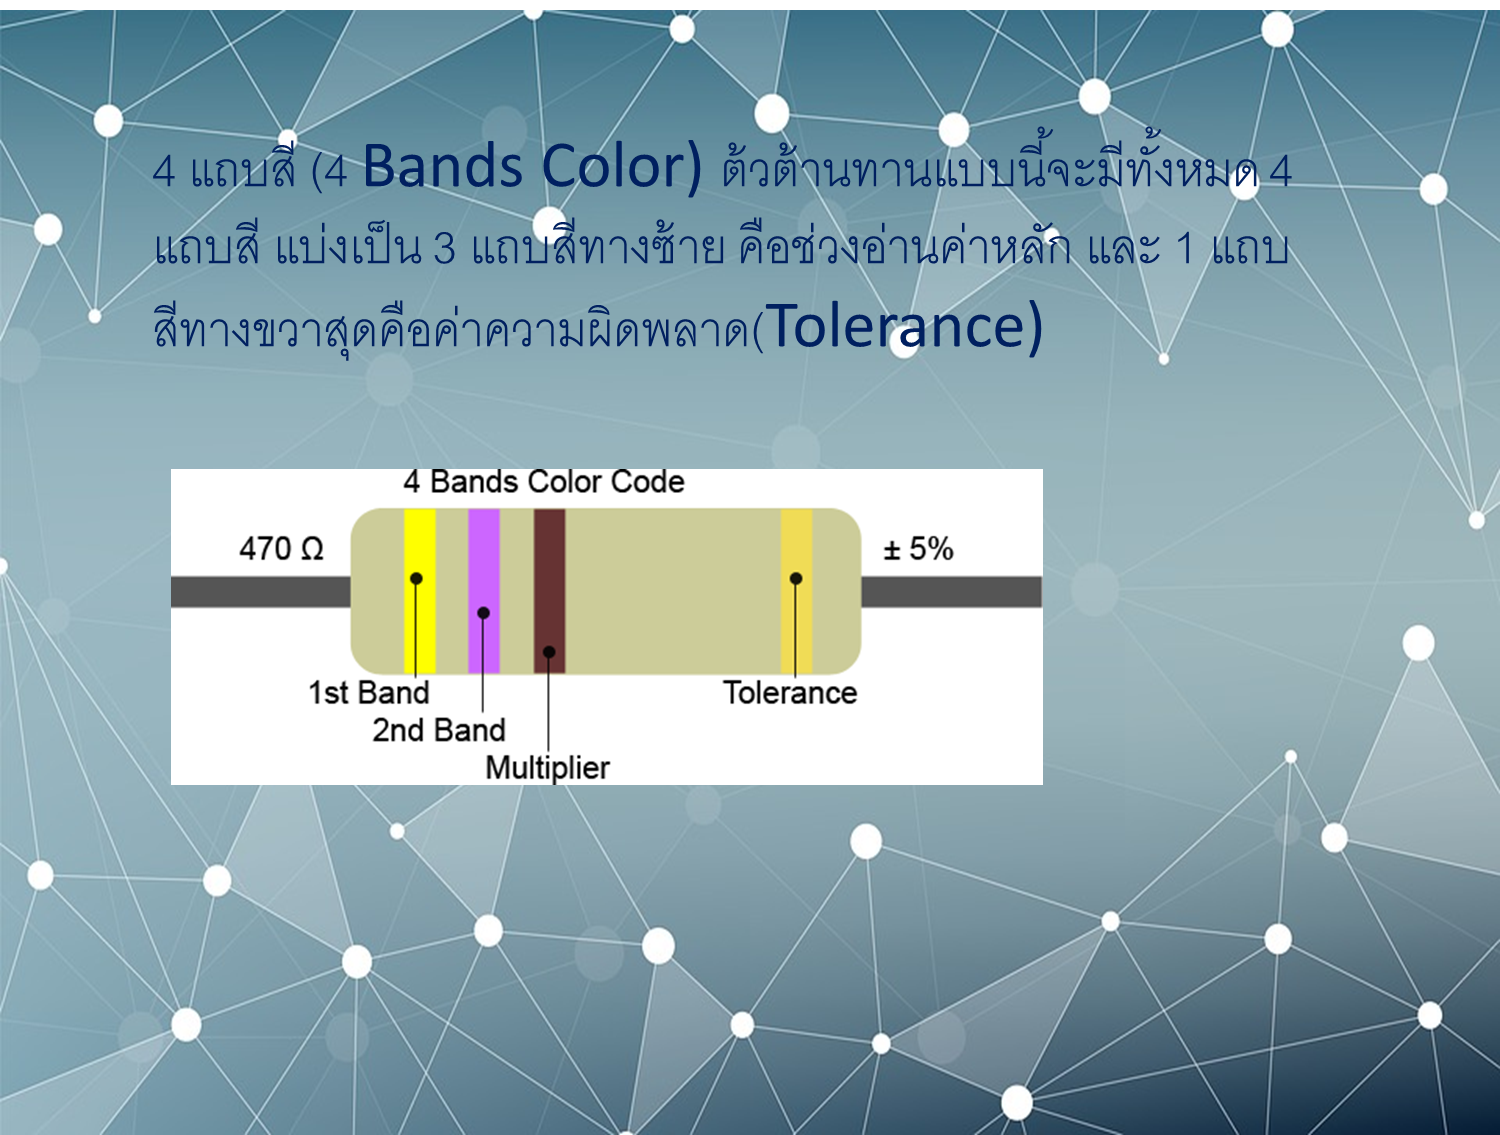 4 แถบสี (4 Bands Color) ต้วต้านทานแบบนี้จะมีทั้งหมด 4
แถบสี แบ่งเป็น 3 แถบสีทางซ้าย คือช่วงอ่านค่าหลัก และ 1 แถบ
สีทางขวาสุดคือค่าความผิดพลาด(Tolerance)
4 Bands Color Code
470 Ω
± 5%
1st Band
Tolerance
2nd Band
Multiplier